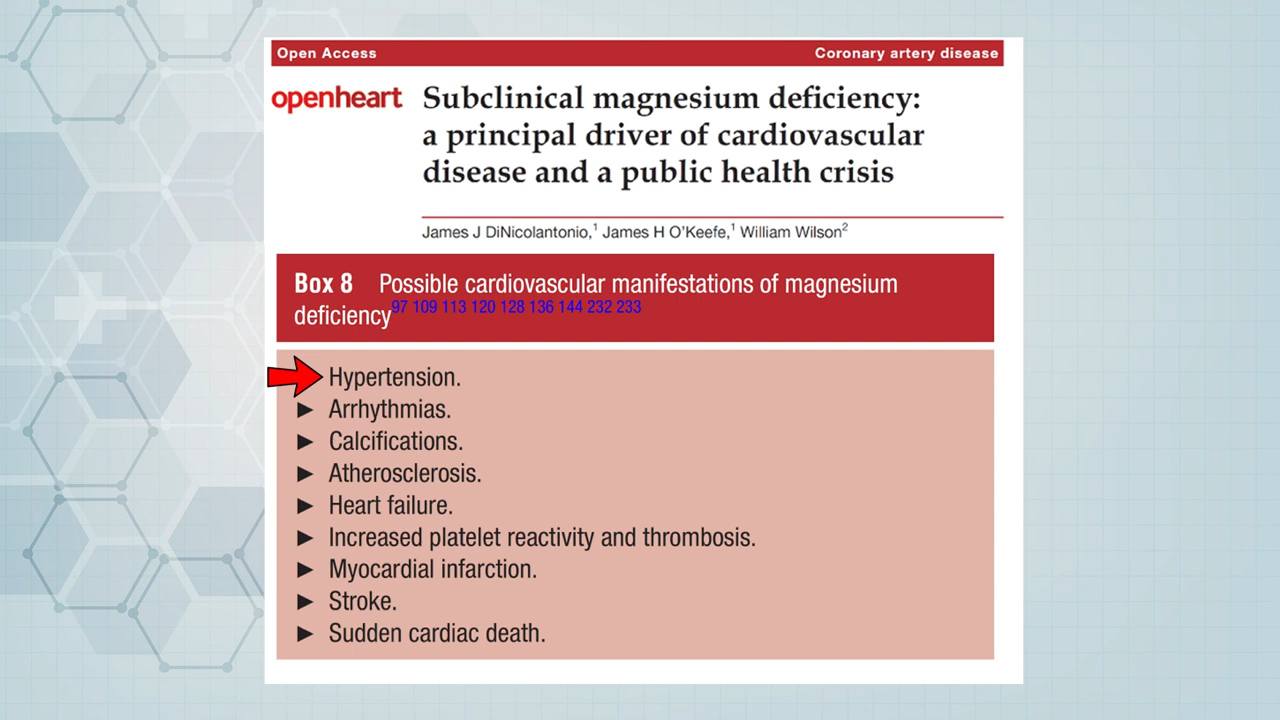 Open Access
Coronary artery disease
openheart
Subclinical magnesium deficiency:
a principal driver of cardiovascular
disease and a public health crisis
James J DiNicolantonio,1 James H O'Keefe,1 William Wilson2
Box 8 Possible cardiovascular manifestations of magnesium
deficiency97 109 113 120 128 136 144 232 233
Hypertension.
► Arrhythmias.
► Calcifications.
► Atherosclerosis.
► Heart failure.
► Increased platelet reactivity and thrombosis.
► Myocardial infarction.
► Stroke.
► Sudden cardiac death.